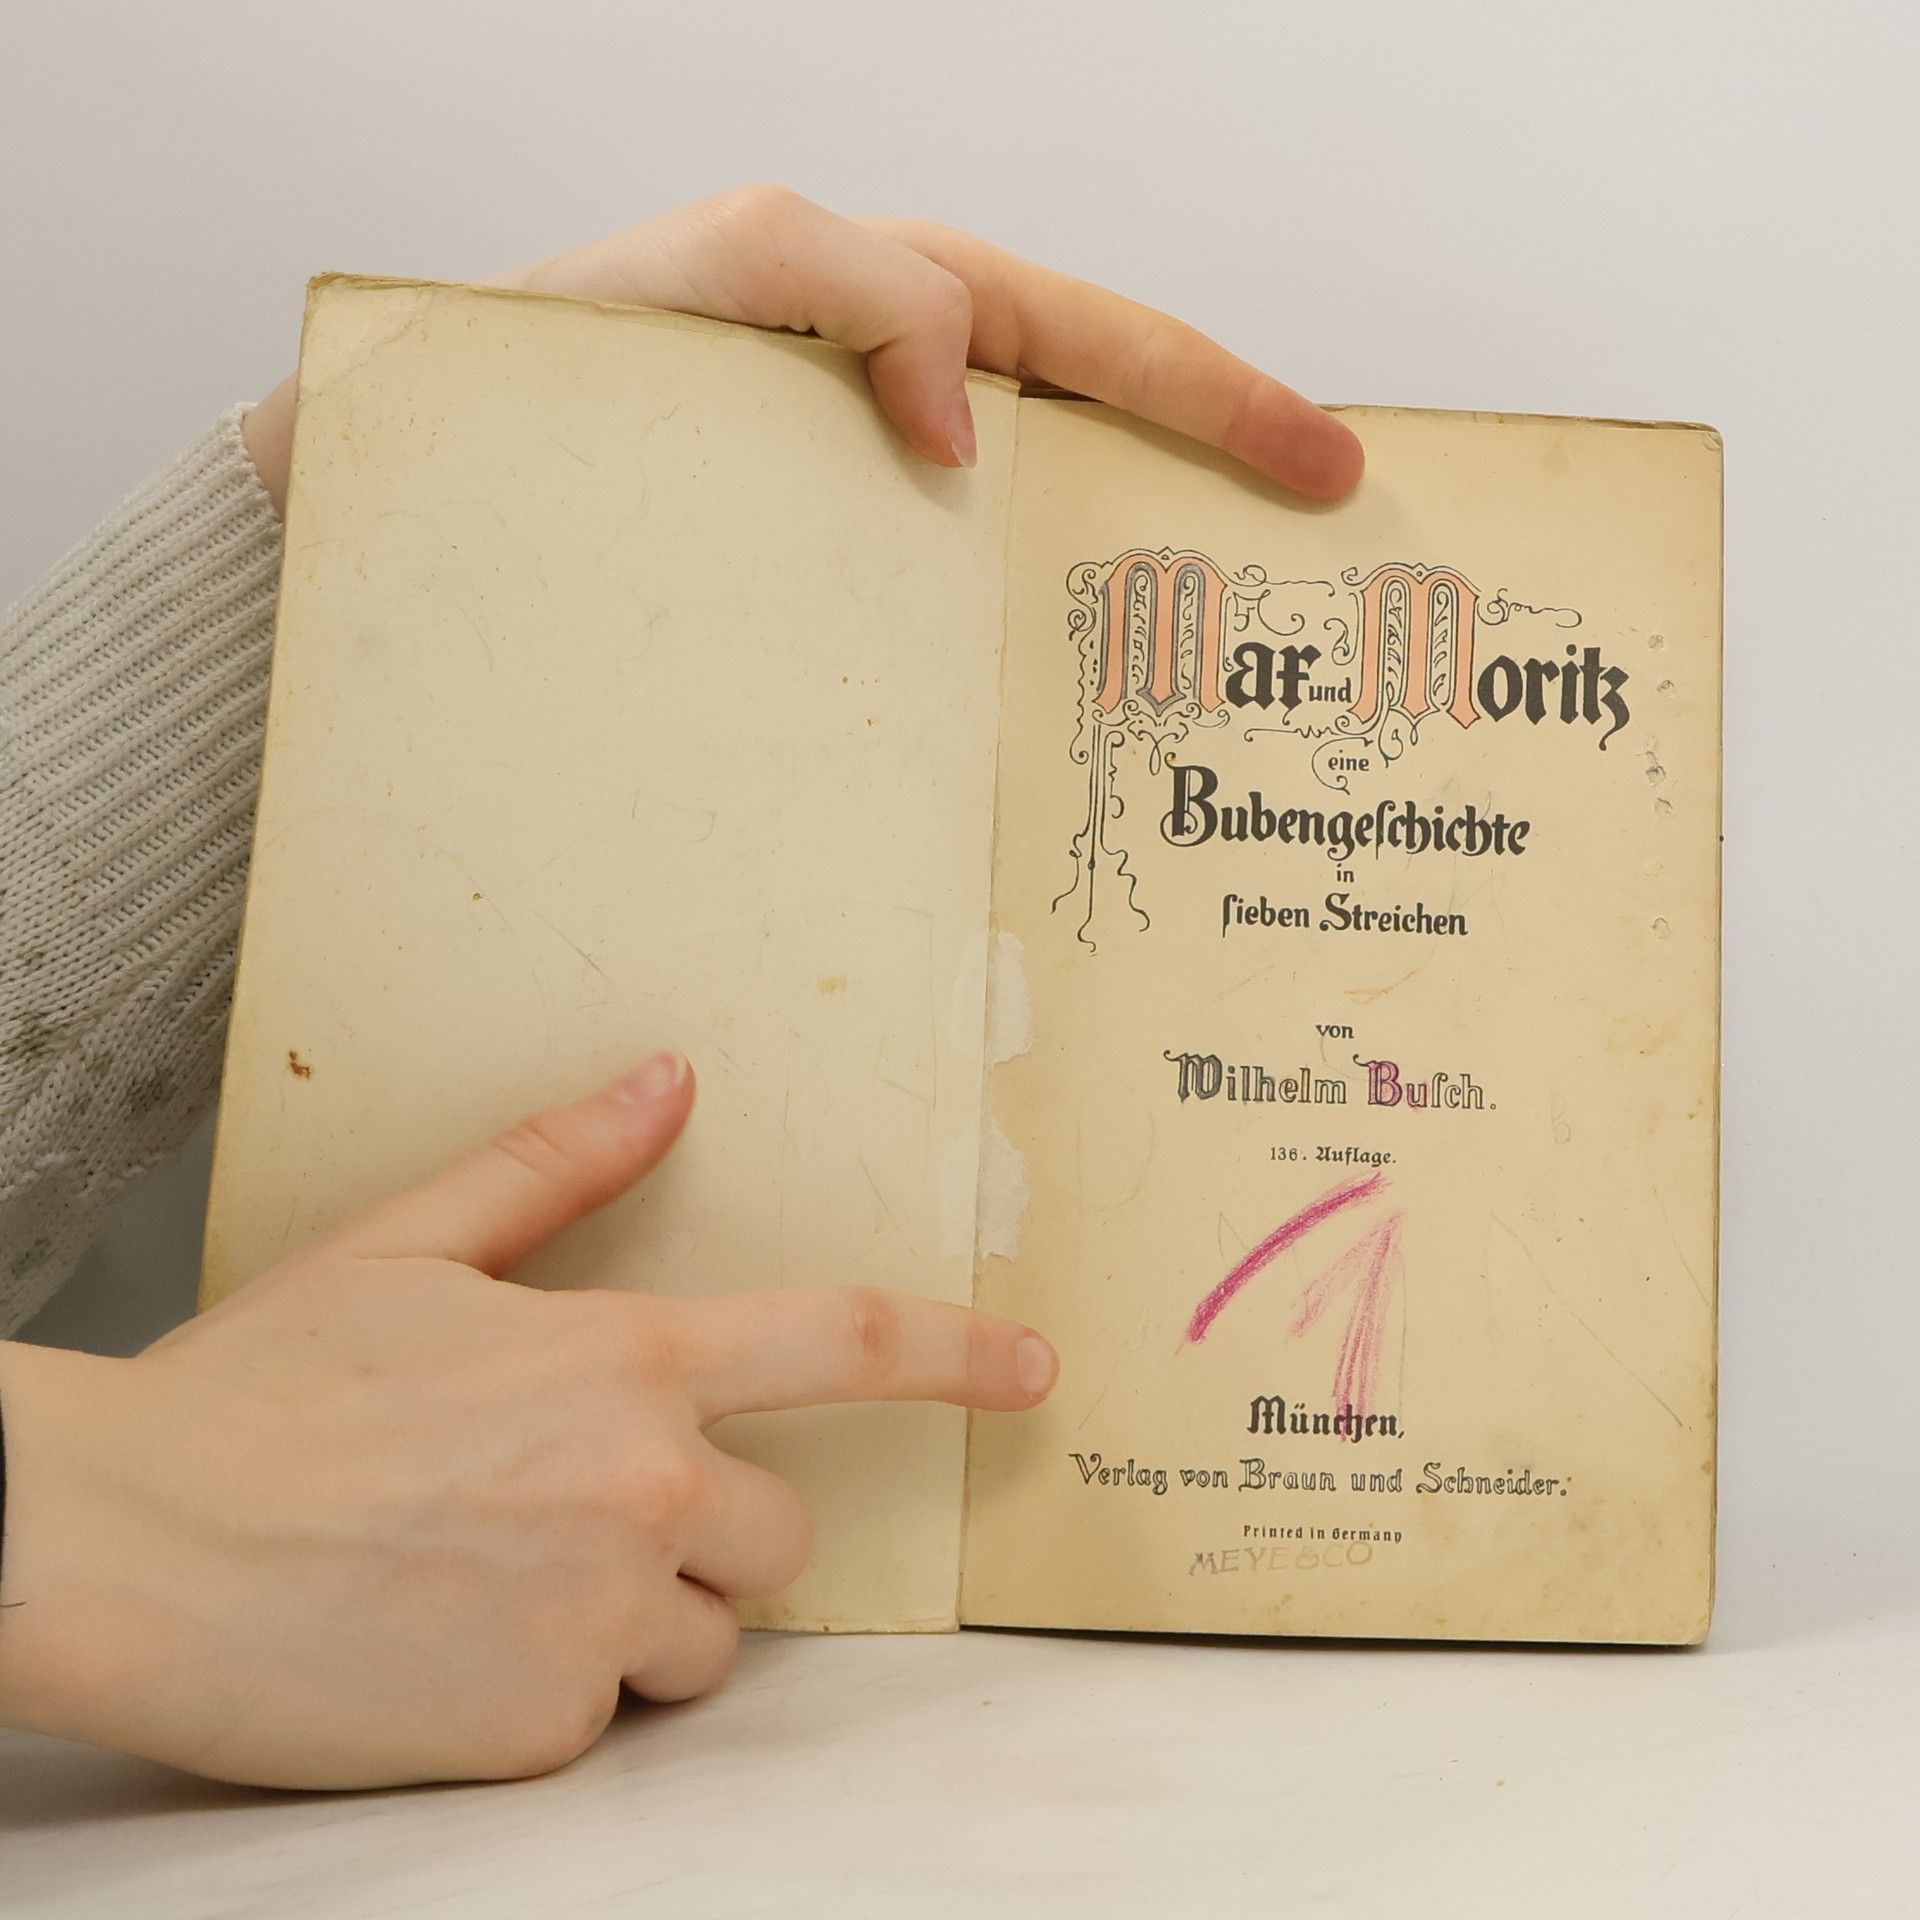 Max und Moritz
eine
Bubengeſchichte
in
ſieben Streichen
von
Wilhelm Buſch.
136. Auflage.
München,
Verlag von Braun und Schneider.
Printed in Germany
MEYE&CO